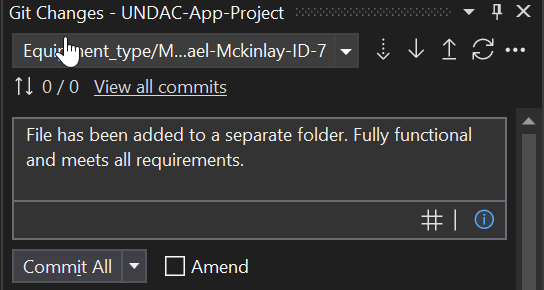 Git Changes - UNDAC-App-Project
Equipment_type/M...ael-Mckinlay-ID-7
0 / 0 View all commits
File has been added to a separate folder. Fully functional
and meets all requirements.
Commit All Amend